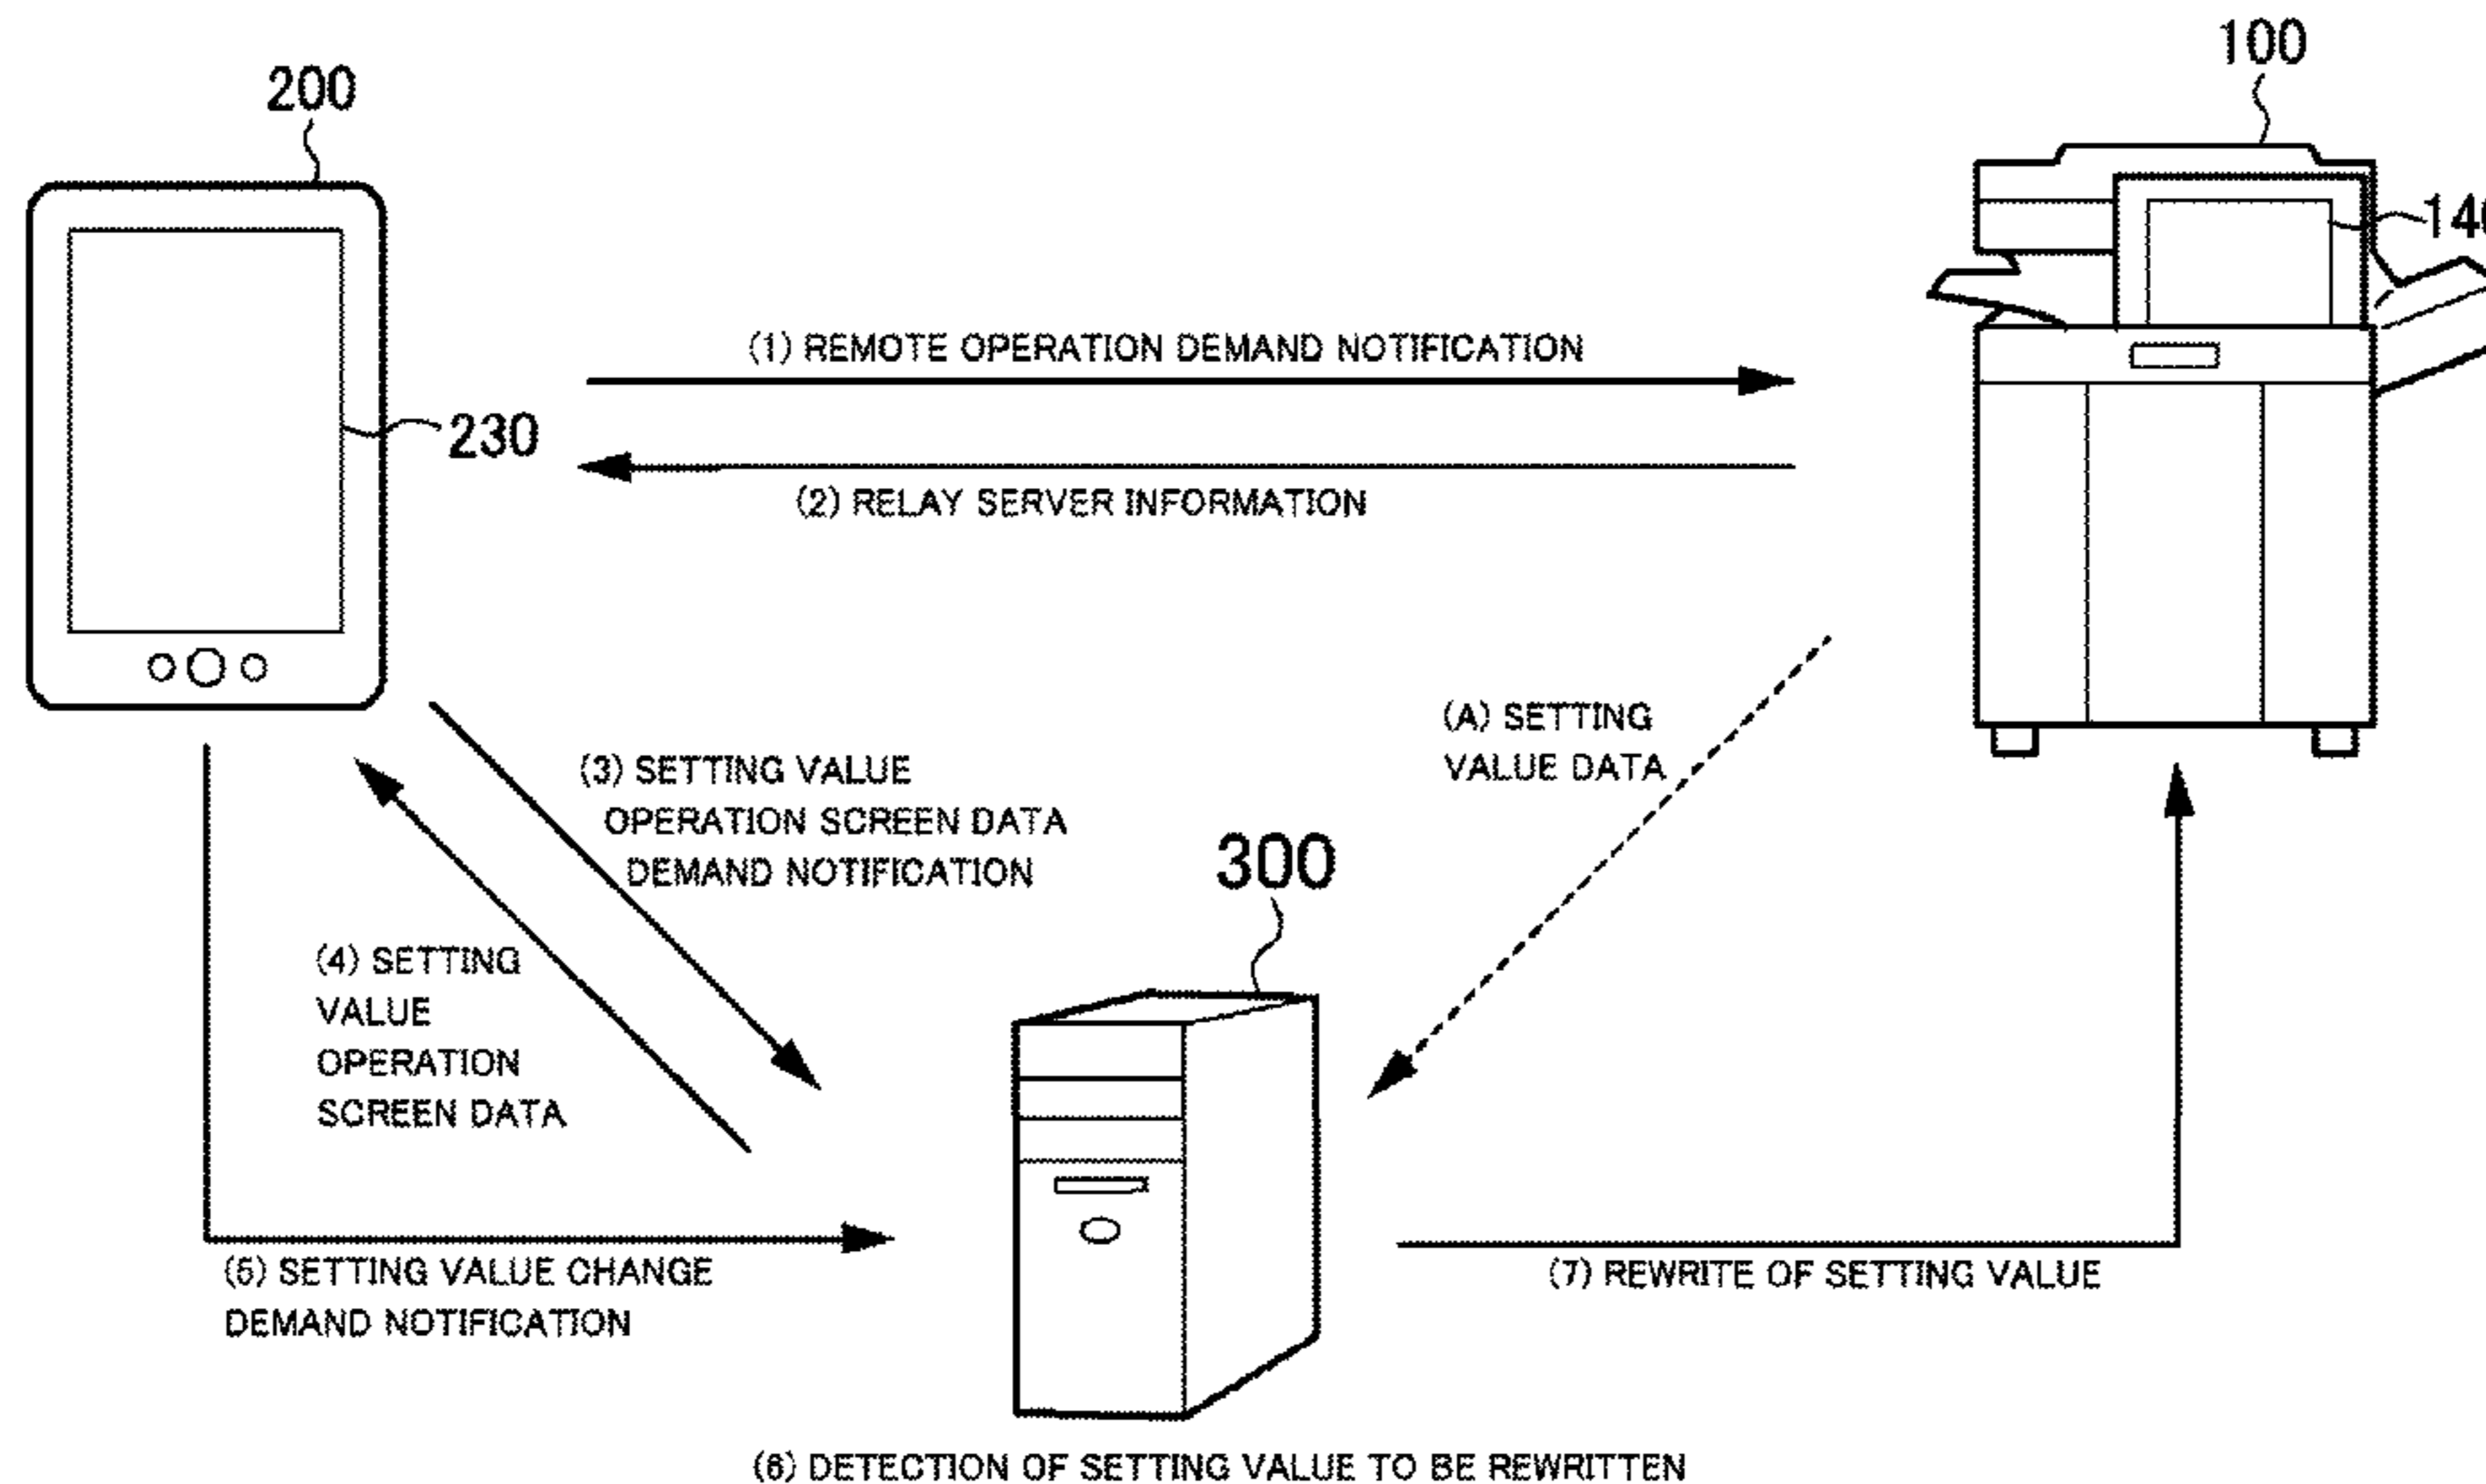 100
200
(1) REMOTE OPERATION DEMAND NOTIFICATION
230
(2) RELAY SERVER INFORMATION
(A) SETTING
VALUE DATA
(3) SETTING VALUE
OPERATION SCREEN DATA
DEMAND NOTIFICATION
300
(4) SETTING
VALUE
OPERATION
SCREEN DATA
(5) SETTING VALUE CHANGE
DEMAND NOTIFICATION
(7) REWRITE OF SETTING VALUE
(6) DETECTION OF SETTING VALUE TO BE REWRITTEN